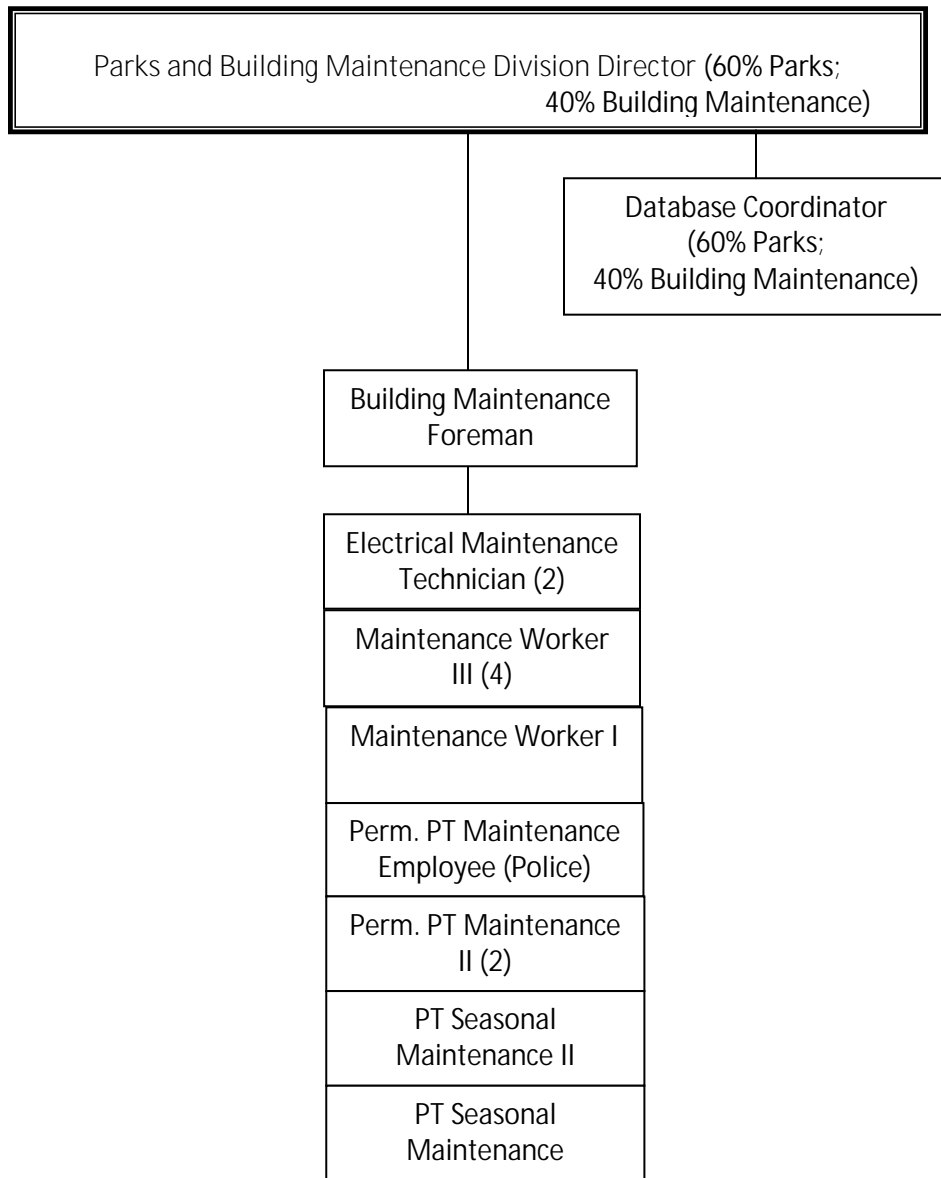 Parks and Building Maintenance Division Director (60% Parks;
40% Building Maintenance)
Database Coordinator
(60% Parks;
40% Building Maintenance)
Building Maintenance
Foreman
Electrical Maintenance
Technician (2)
Maintenance Worker
III (4)
Maintenance Worker I
Perm. PT Maintenance
Employee (Police)
Perm. PT Maintenance
II (2)
PT Seasonal
Maintenance II
PT Seasonal
Maintenance